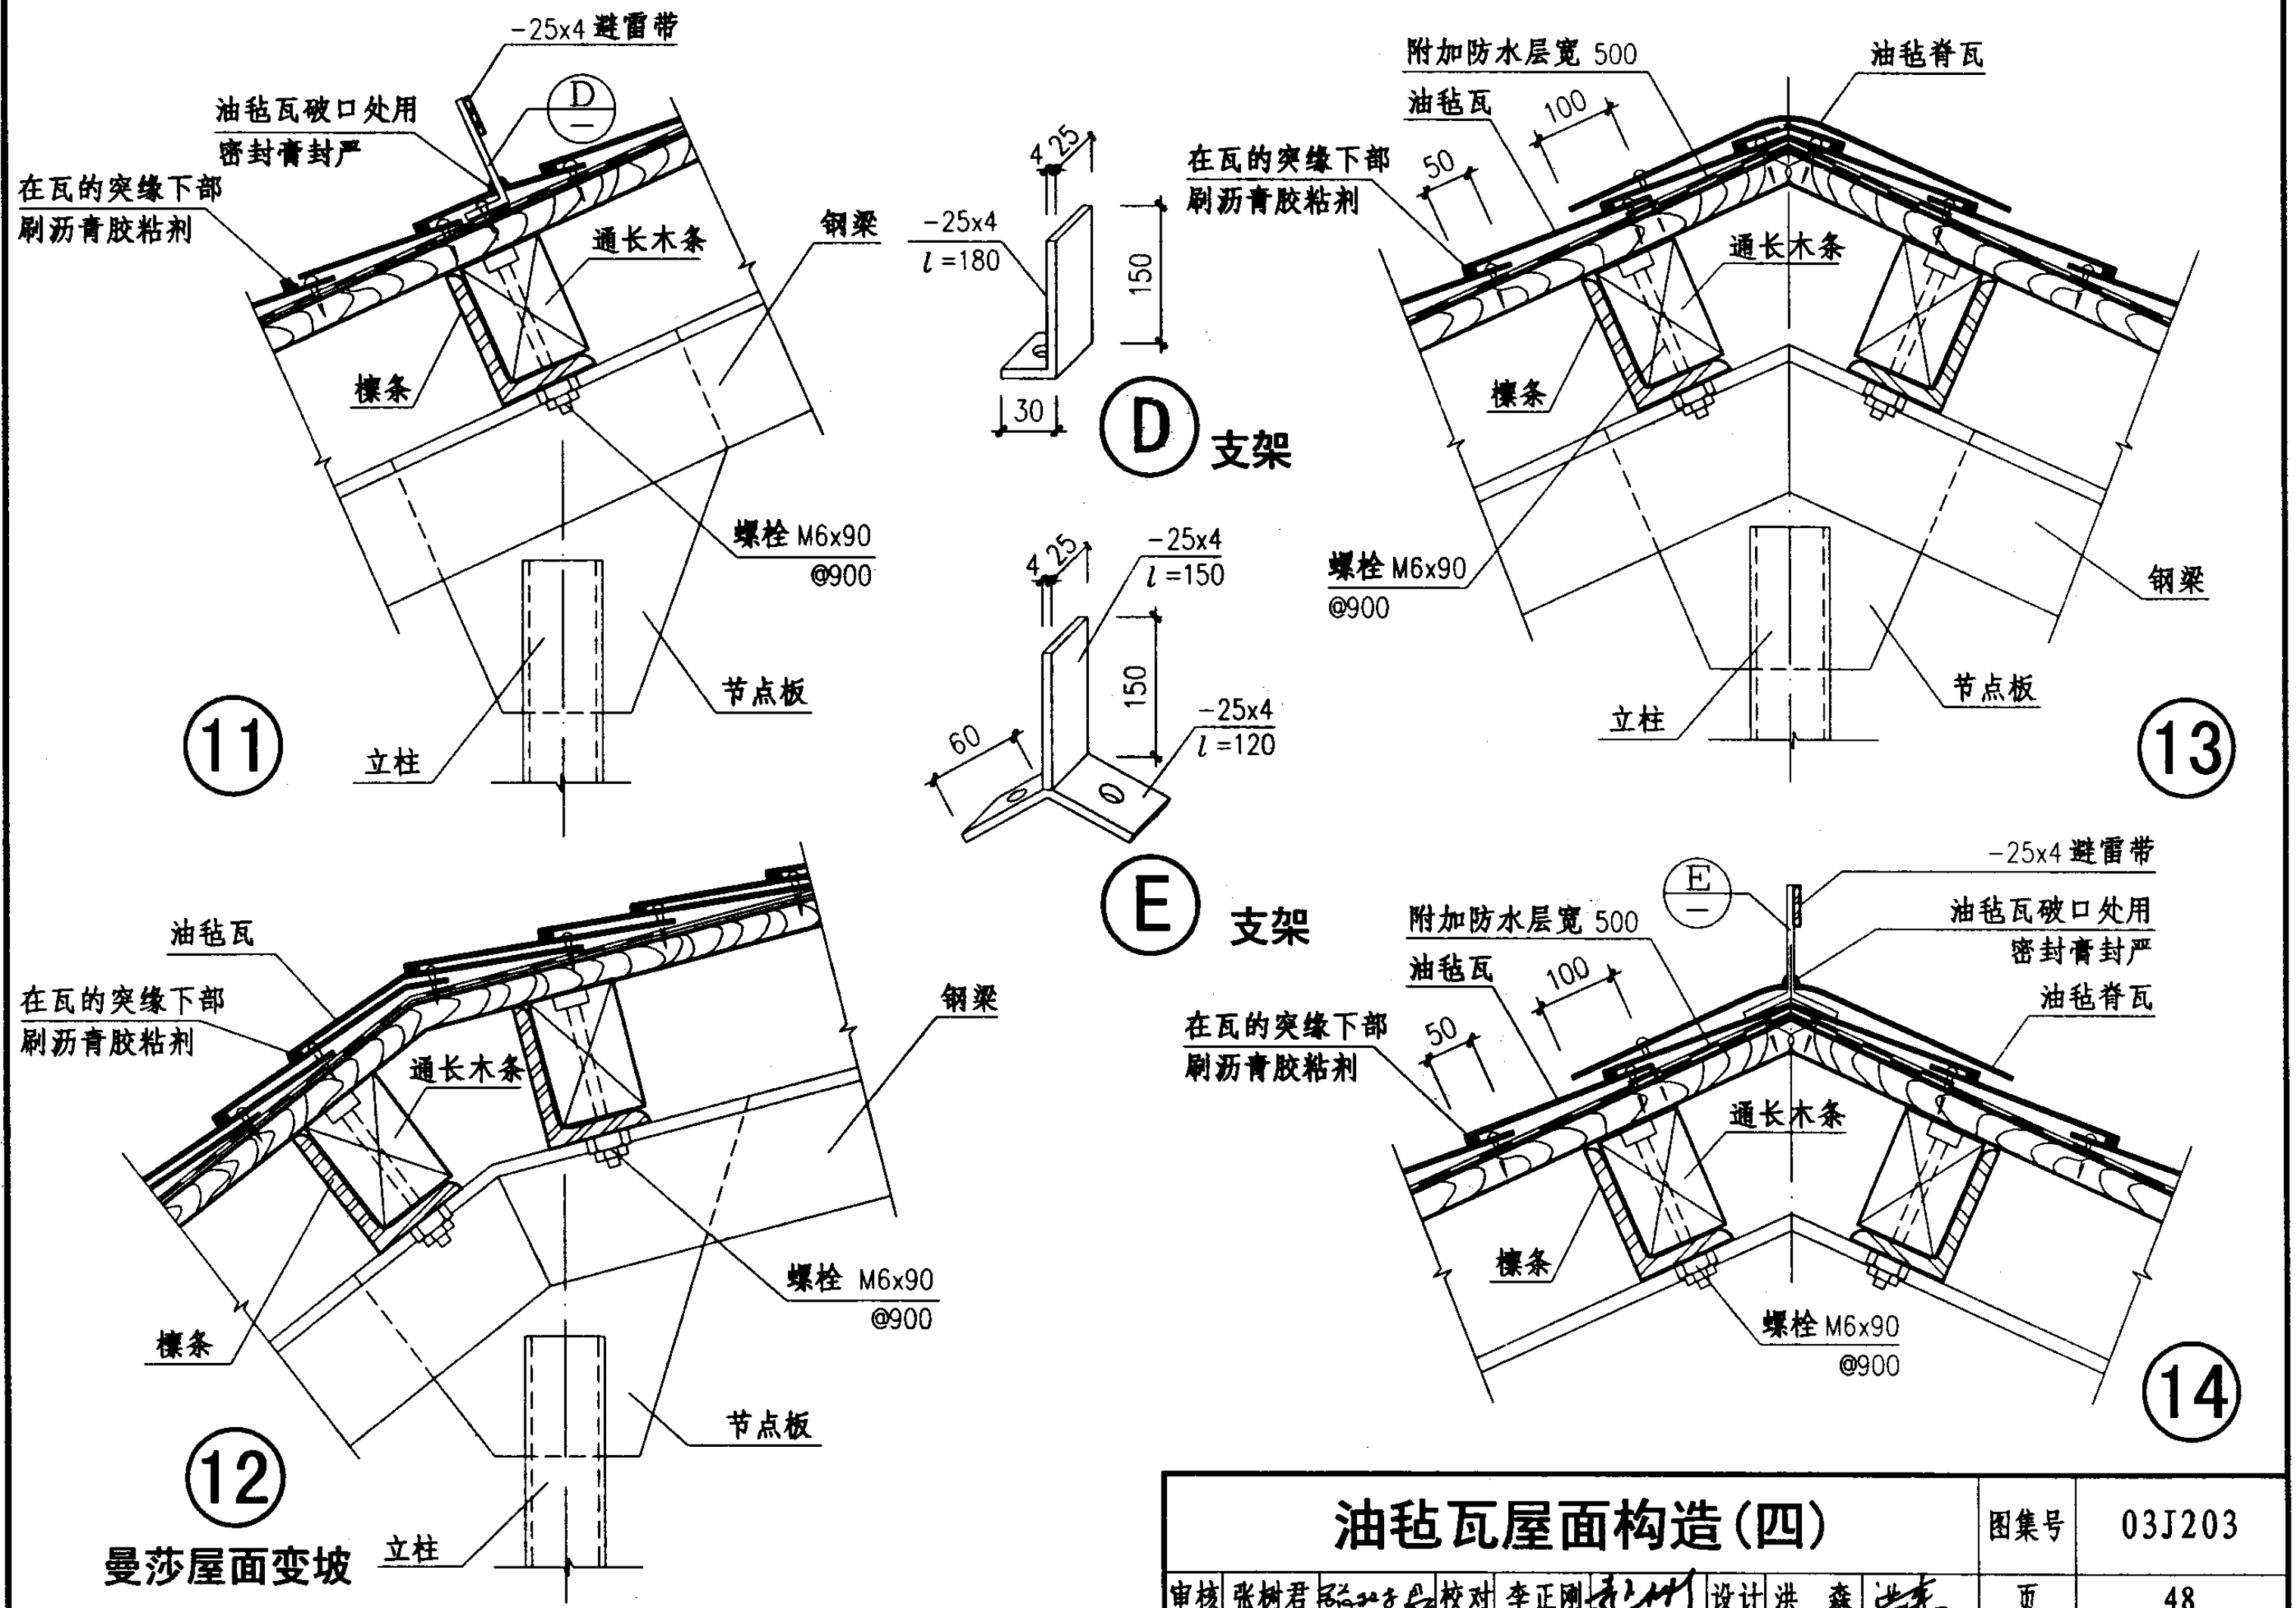 -25x4 避雷带
D
油毡瓦破口处用
密封膏封严
在瓦的突缘下部
刷沥青胶粘剂
通长木条
钢梁
檩条
螺栓 M6x90
@900
节点板
立柱
11
4
25
-25x4
l=180
150
30
D 支架
4
25
-25x4
l=150
150
-25x4
l=120
60
E 支架
附加防水层宽 500
油毡脊瓦
油毡瓦
100
在瓦的突缘下部
刷沥青胶粘剂
50
通长木条
檩条
螺栓 M6x90
@900
钢梁
节点板
立柱
13
油毡瓦
在瓦的突缘下部
刷沥青胶粘剂
通长木条
钢梁
檩条
螺栓 M6x90
@900
节点板
立柱
12
曼莎屋面变坡
-25x4 避雷带
E
附加防水层宽 500
油毡瓦破口处用
密封膏封严
油毡瓦
100
油毡脊瓦
在瓦的突缘下部
刷沥青胶粘剂
50
通长木条
檩条
螺栓 M6x90
@900
14
油毡瓦屋面构造(四)
图集号
03J203
审核 张树君 校对 李正刚 设计 洪 森 页 48